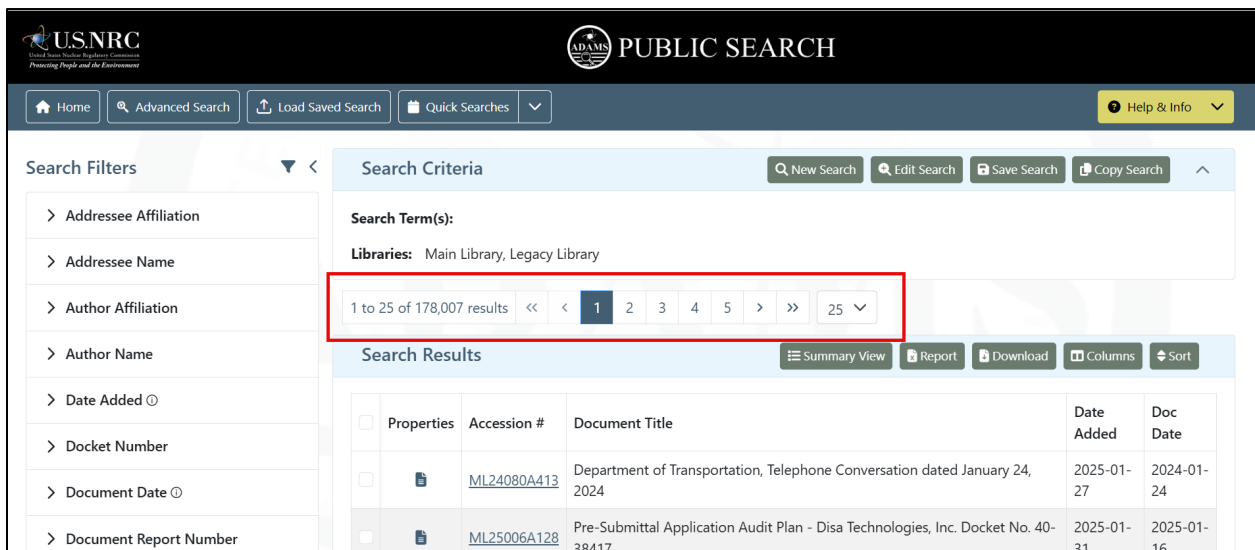 U.S.NRC
United States Nuclear Regulatory Commission
Protecting People and the Environment
ADAMS
PUBLIC SEARCH
Home
Advanced Search
Load Saved Search
Quick Searches
Help & Info
Search Filters
Addressee Affiliation
Addressee Name
Author Affiliation
Author Name
Date Added
Docket Number
Document Date
Document Report Number
Search Criteria
New Search
Edit Search
Save Search
Copy Search
Search Term(s):
Libraries: Main Library, Legacy Library
1 to 25 of 178,007 results « < 1 2 3 4 5 > » 25
Search Results
Summary View
Report
Download
Columns
Sort
Properties
Accession #
Document Title
Date
Added
Doc
Date
ML24080A413
Department of Transportation, Telephone Conversation dated January 24,
2024
2025-01-
27
2024-01-
24
ML25006A128
Pre-Submittal Application Audit Plan - Disa Technologies, Inc. Docket No. 40-
38417
2025-01-
31
2025-01-
16